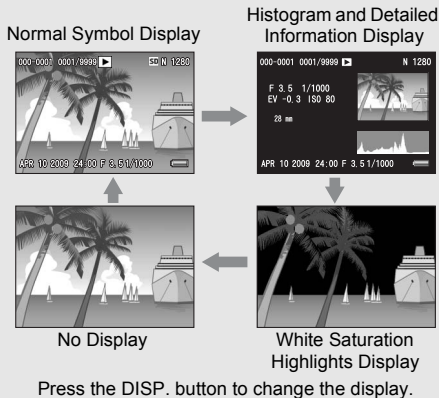 Normal Symbol Display
Histogram and Detailed
Information Display
000-0001 0001/9999 SD N 1280
APR 10 2009 24:00 F 3.5 1/1000
000-0001 0001/9999 N 1280
F 3.5 1/1000
EV -0.3 ISO 80
28 mm
APR 10 2009 24:00 F 3.5 1/1000
No Display
White Saturation
Highlights Display
Press the DISP. button to change the display.